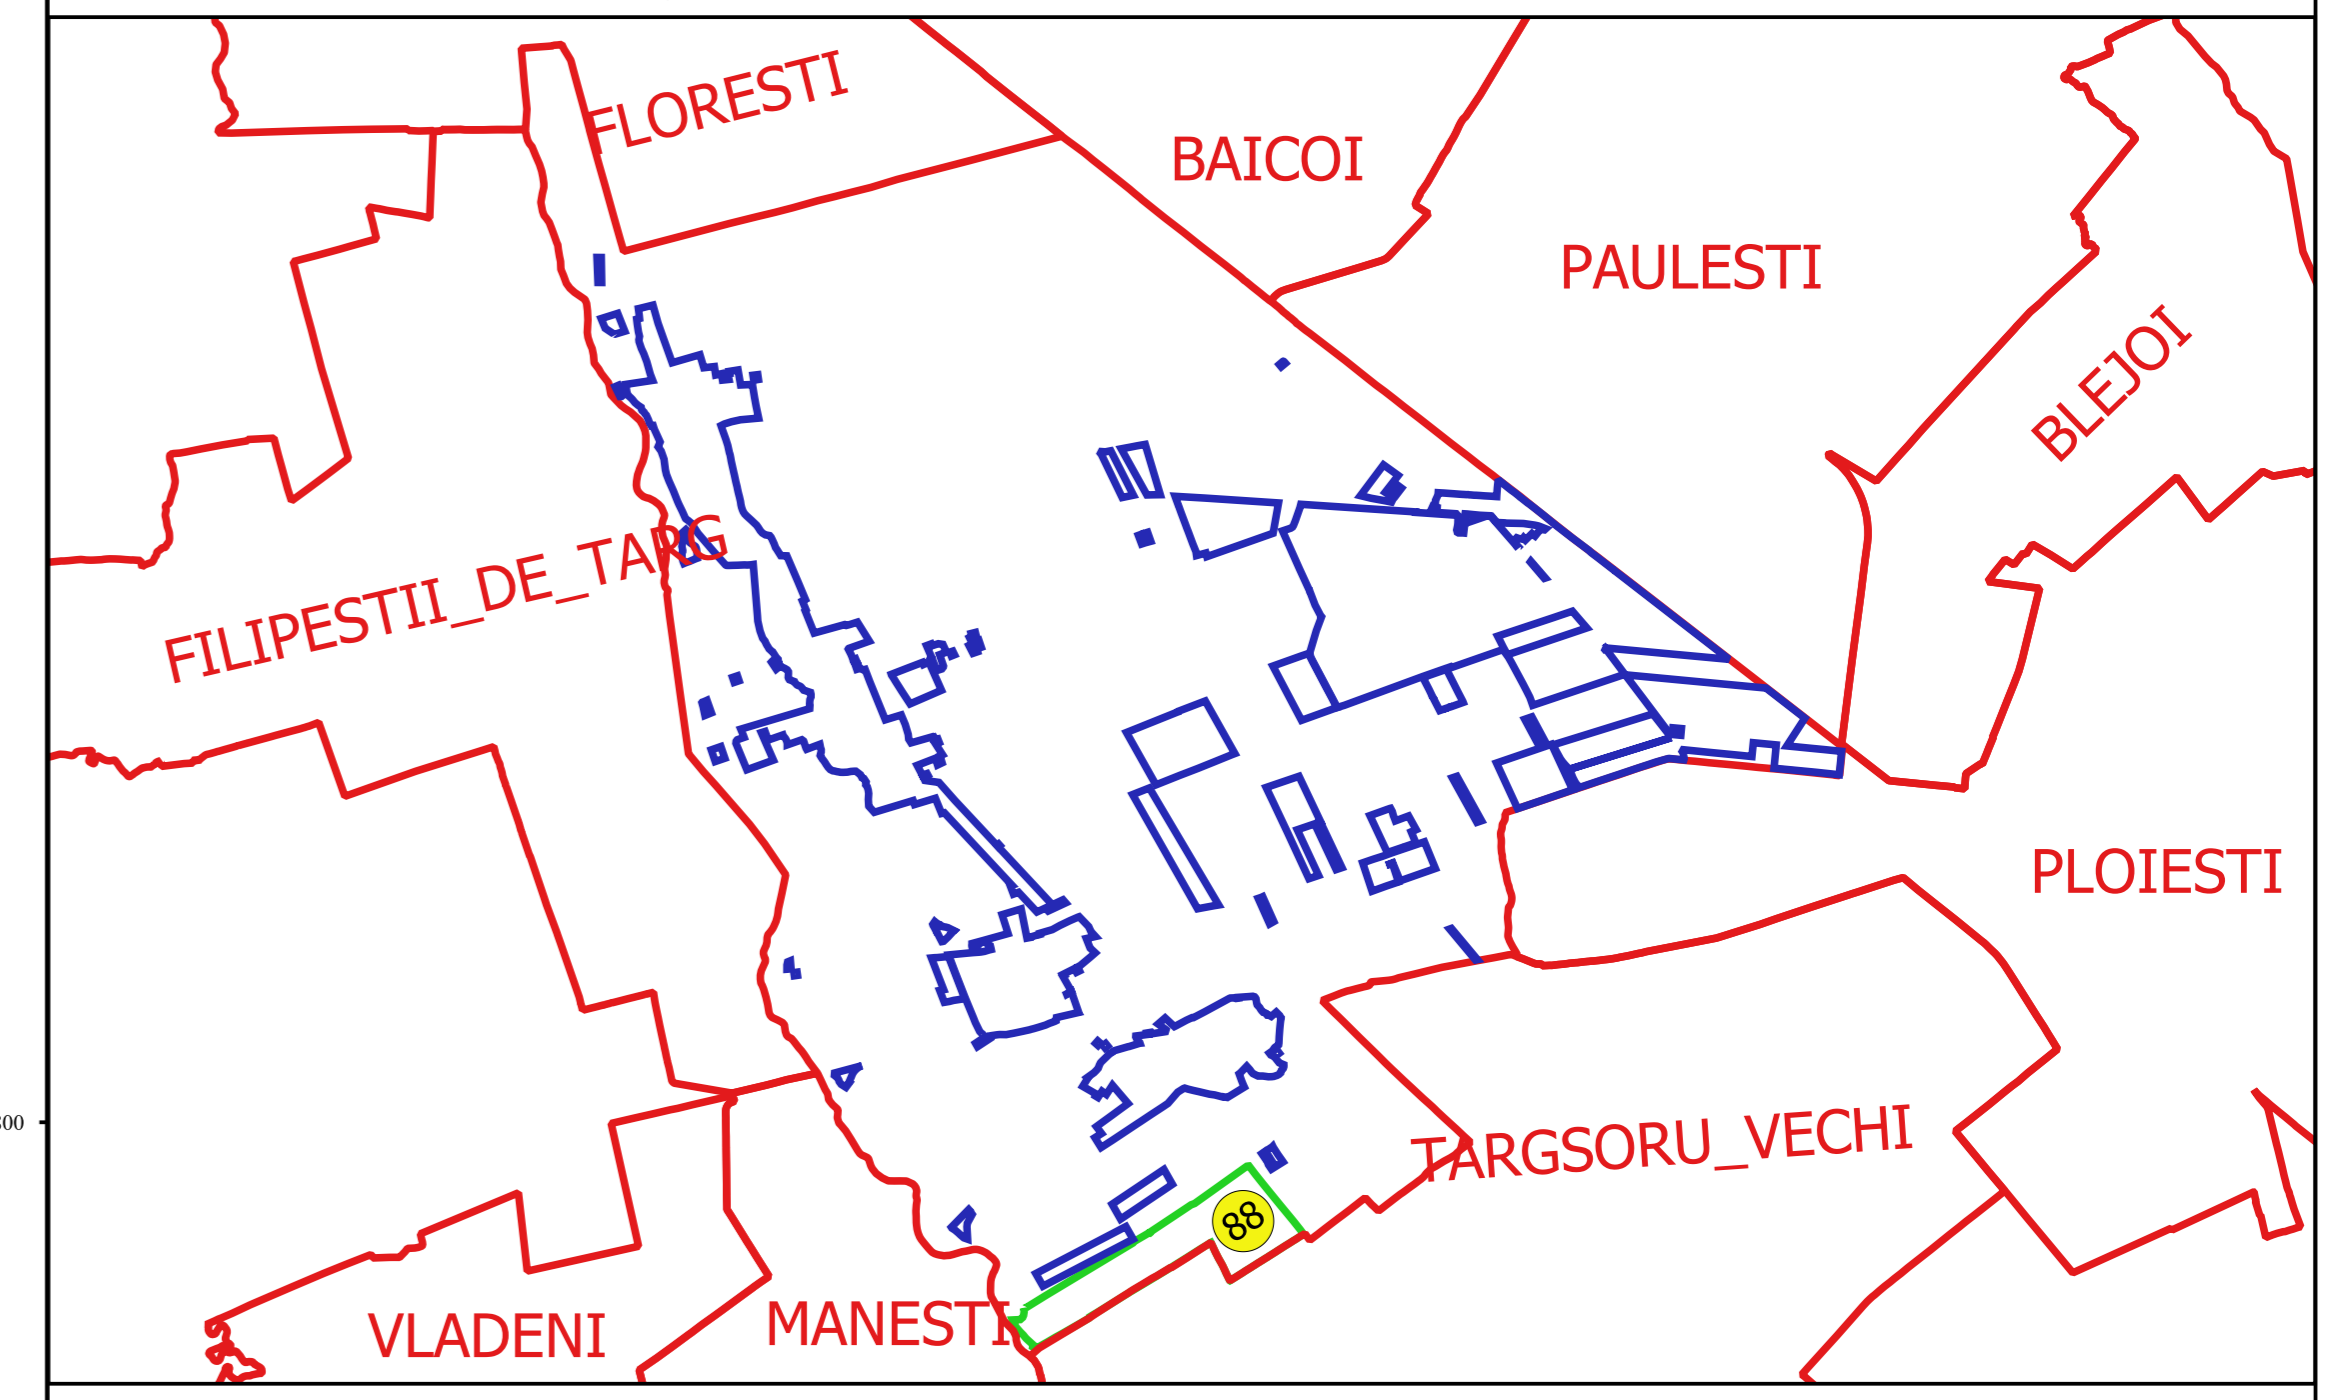 FLORESTI
BAICOI
PAULESTI
BLEJOI
FILIPESTII_DE_TARG
PLOIESTI
TARGSORU_VECHI
88
MANESTI
VLADENI